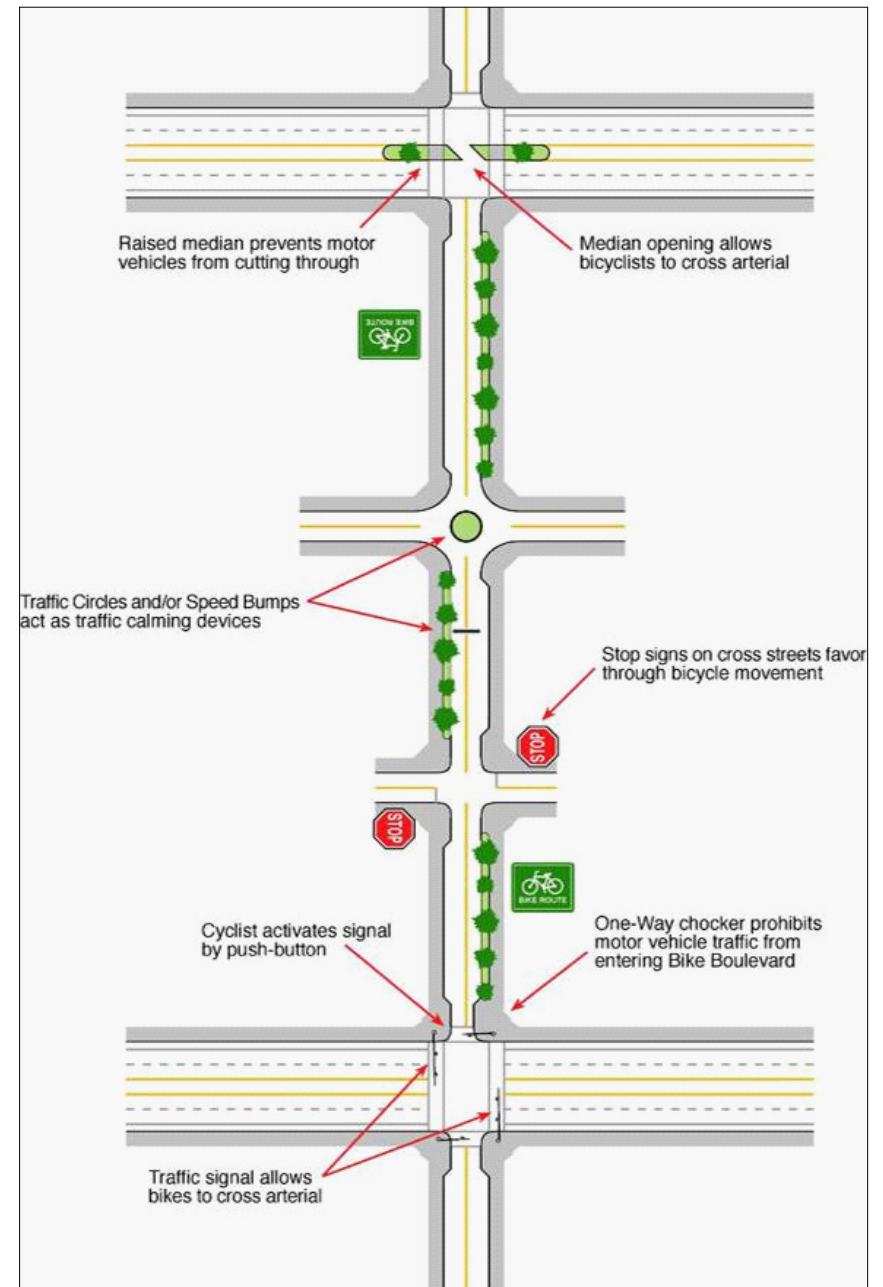 Raised median prevents motor
vehicles from cutting through
Median opening allows
bicyclists to cross arterial
BIKE ROUTE
Traffic Circles and/or Speed Bumps
act as traffic calming devices
Stop signs on cross streets favor
through bicycle movement
STOP
STOP
BIKE ROUTE
Cyclist activates signal
by push-button
One-Way chocker prohibits
motor vehicle traffic from
entering Bike Boulevard
Traffic signal allows
bikes to cross arterial